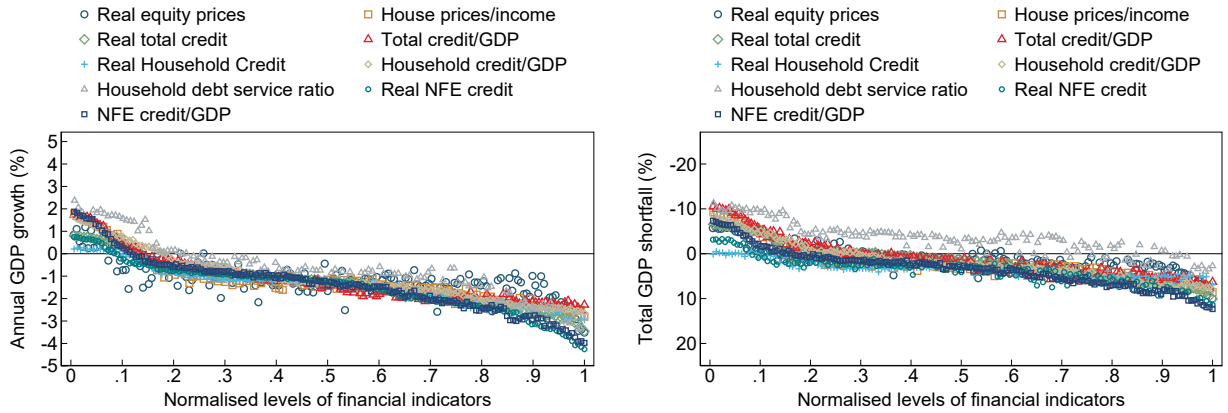 Real equity prices
House prices/income
Real total credit
Total credit/GDP
Real Household Credit
Household credit/GDP
Household debt service ratio
Real NFE credit
NFE credit/GDP
Annual GDP growth (%)
5
4
3
2
1
0
-1
-2
-3
-4
-5
0 .1 .2 .3 .4 .5 .6 .7 .8 .9 1
Normalised levels of financial indicators
Real equity prices
House prices/income
Real total credit
Total credit/GDP
Real Household Credit
Household credit/GDP
Household debt service ratio
Real NFE credit
NFE credit/GDP
Total GDP shortfall (%)
-20
-10
0
10
20
0 .1 .2 .3 .4 .5 .6 .7 .8 .9 1
Normalised levels of financial indicators